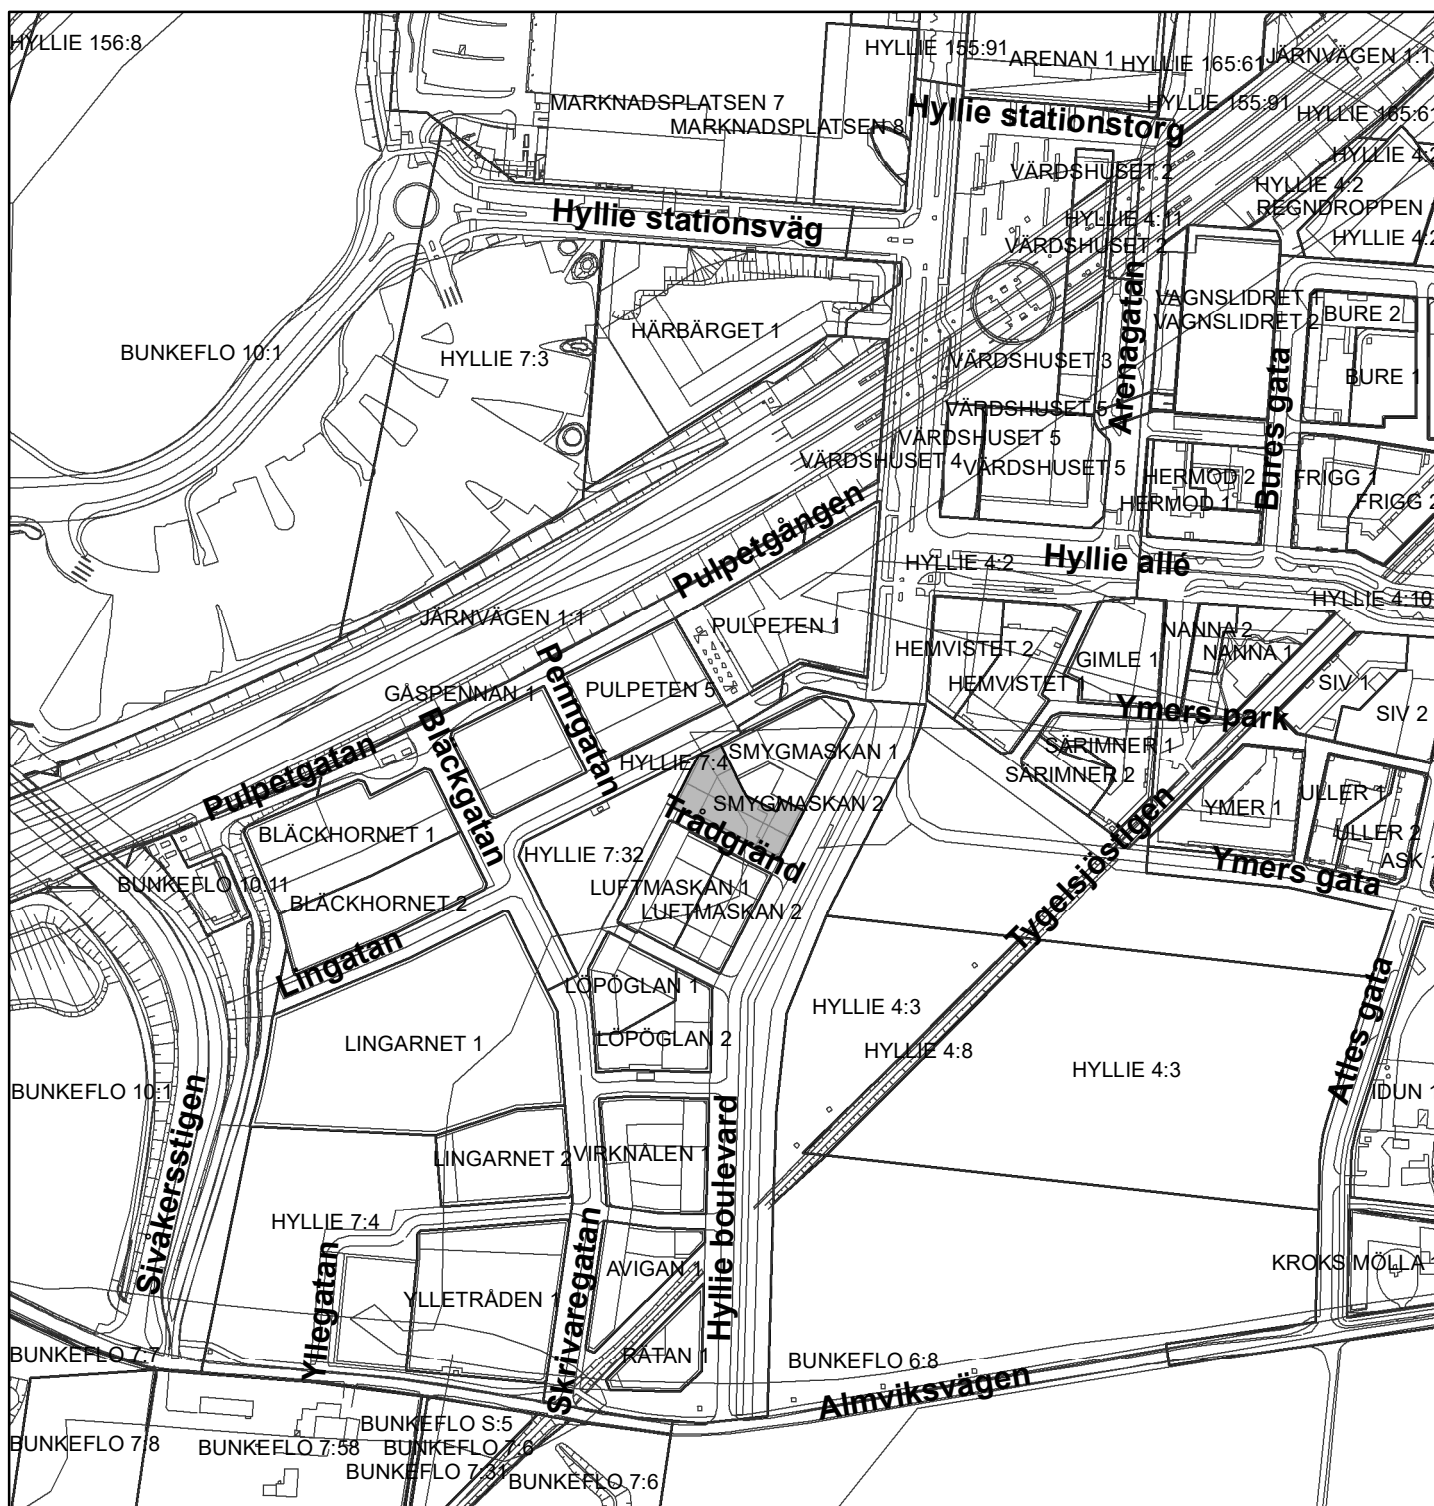 HYLLIE 156:8
HYLLIE 155:91
ARENAN 1
HYLLIE 165:61
JÄRNVÄGEN 1:1
MARKNADSPLATSEN 7
HYLLIE 155:91
HYLLIE 165:61
MARKNADSPLATSEN 8
Hyllie stationstorg
HYLLIE 4:2
VÄRDSHUSET 2
HYLLIE 4:2
REGNDROPPEN
Hyllie stationsväg
HYLLIE 4:11
HYLLIE 4:2
VÄRDSHUSET 2
Arenagatan
VAGNSLIDRET 1
VAGNSLIDRET 2
BURE 2
HÄRBÄRGET 1
BUNKEFLO 10:1
HYLLIE 7:3
VÄRDSHUSET 3
BURE 1
Bures gata
VÄRDSHUSET 5
VÄRDSHUSET 5
VÄRDSHUSET 4
VÄRDSHUSET 5
HERMOD 2
FRIGG 1
HERMOD 1
FRIGG 2
Pulpetgången
Hyllie allé
HYLLIE 4:2
HYLLIE 4:10
JÄRNVÄGEN 1:1
PULPETEN 1
NANNA 2
HEMVISTET 2
GIMLE 1
NANNA 1
HEMVISTET 1
SIV 1
GÅSPENNAN 1
Penngatan
PULPETEN 5
Ymers park
SIV 2
Bläckgatan
HYLLIE 7:4
SMYGMASKAN 1
SÄRIMNER 1
SÄRIMNER 2
Pulpetgatan
SMYGMASKAN 2
YMER 1
ULLER 1
Trådgränd
BLÄCKHORNET 1
ULLER 2
HYLLIE 7:32
Ymers gata
ASK 1
BUNKEFLO 10:11
LUFTMASKAN 1
BLÄCKHORNET 2
LUFTMASKAN 2
Tygelsjöstigen
Lingatan
LÖPÖGLAN 1
HYLLIE 4:3
Atles gata
LINGARNET 1
LÖPÖGLAN 2
HYLLIE 4:8
HYLLIE 4:3
BUNKEFLO 10:1
IDUN 1
Sivåkersstigen
LINGARNET 2
VIRKNÅLEN 1
Hyllie boulevard
HYLLIE 7:4
Skrivaregatan
Yllegatan
AVIGAN 1
KROKS MÖLLA
YLLETRÅDEN 1
BUNKEFLO 7:7
RÄTAN 1
BUNKEFLO 6:8
Almviksvägen
BUNKEFLO S:5
BUNKEFLO 7:8
BUNKEFLO 7:58
BUNKEFLO 7:6
BUNKEFLO 7:31
BUNKEFLO 7:6